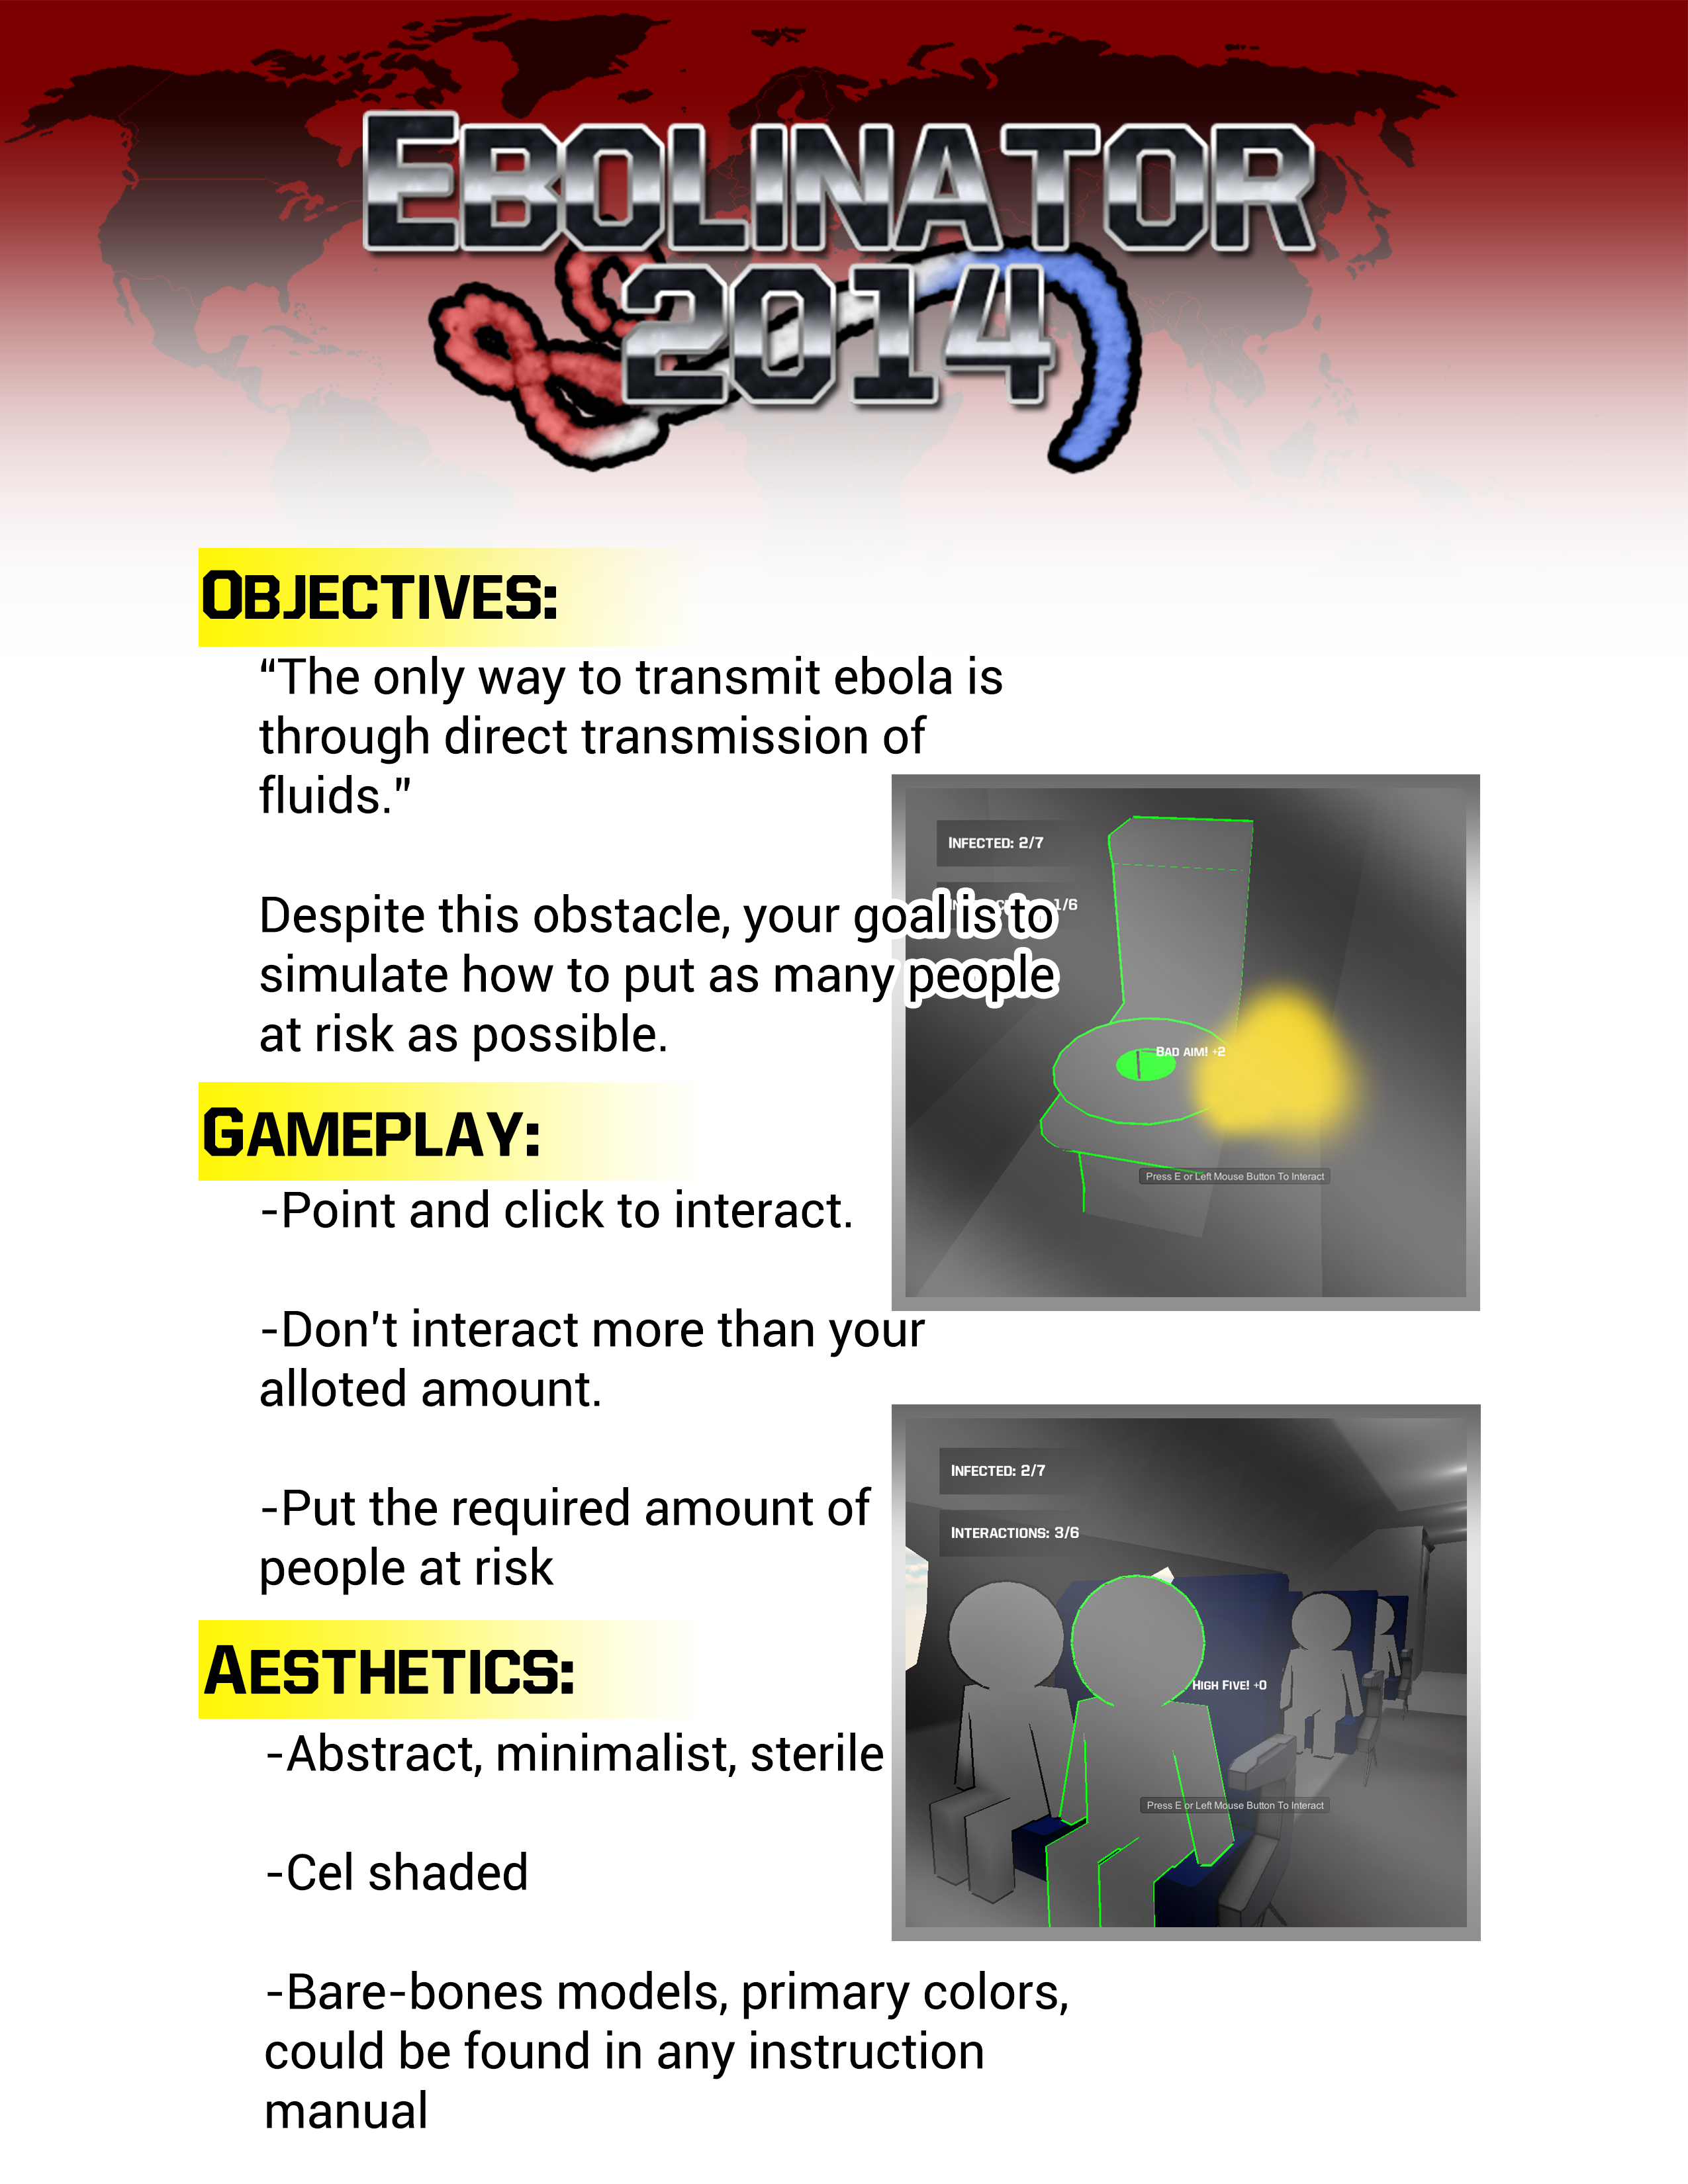 EBOLINATOR
2014
OBJECTIVES:
“The only way to transmit ebola is
through direct transmission of
fluids.”
Despite this obstacle, your goal is to
simulate how to put as many people
at risk as possible.
INFECTED: 2/7
1/6
BAD AIM! +2
Press E or Left Mouse Button To Interact
GAMEPLAY:
-Point and click to interact.
-Don't interact more than your
alloted amount.
-Put the required amount of
people at risk
INFECTED: 2/7
INTERACTIONS: 3/6
HIGH FIVE! +0
Press E or Left Mouse Button To Interact
AESTHETICS:
-Abstract, minimalist, sterile
-Cel shaded
-Bare-bones models, primary colors,
could be found in any instruction
manual